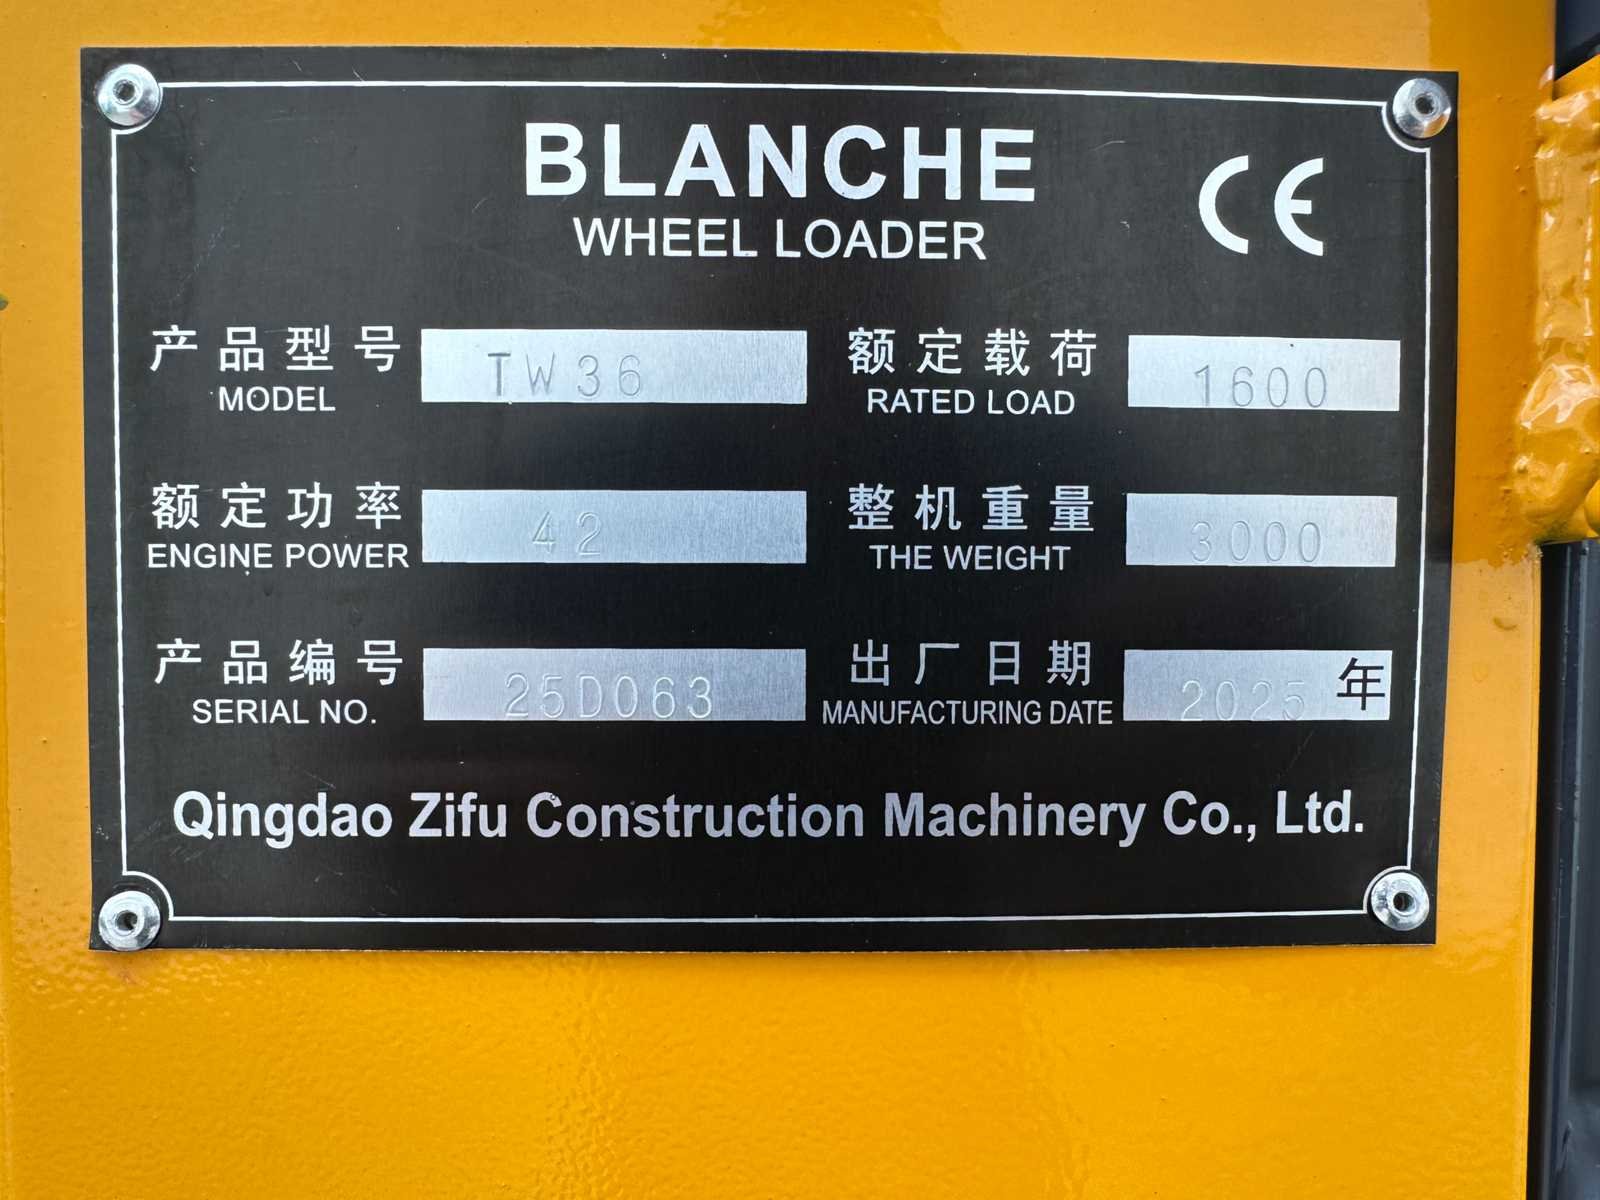 BLANCHE
WHEEL LOADER
CE
产品型号 TW36 额定载荷 1600
MODEL RATED LOAD
额定功率 42 整机重量 3000
ENGINE POWER THE WEIGHT
产品编号 25D063 出厂日期 2025 年
SERIAL NO. MANUFACTURING DATE
Qingdao Zifu Construction Machinery Co., Ltd.